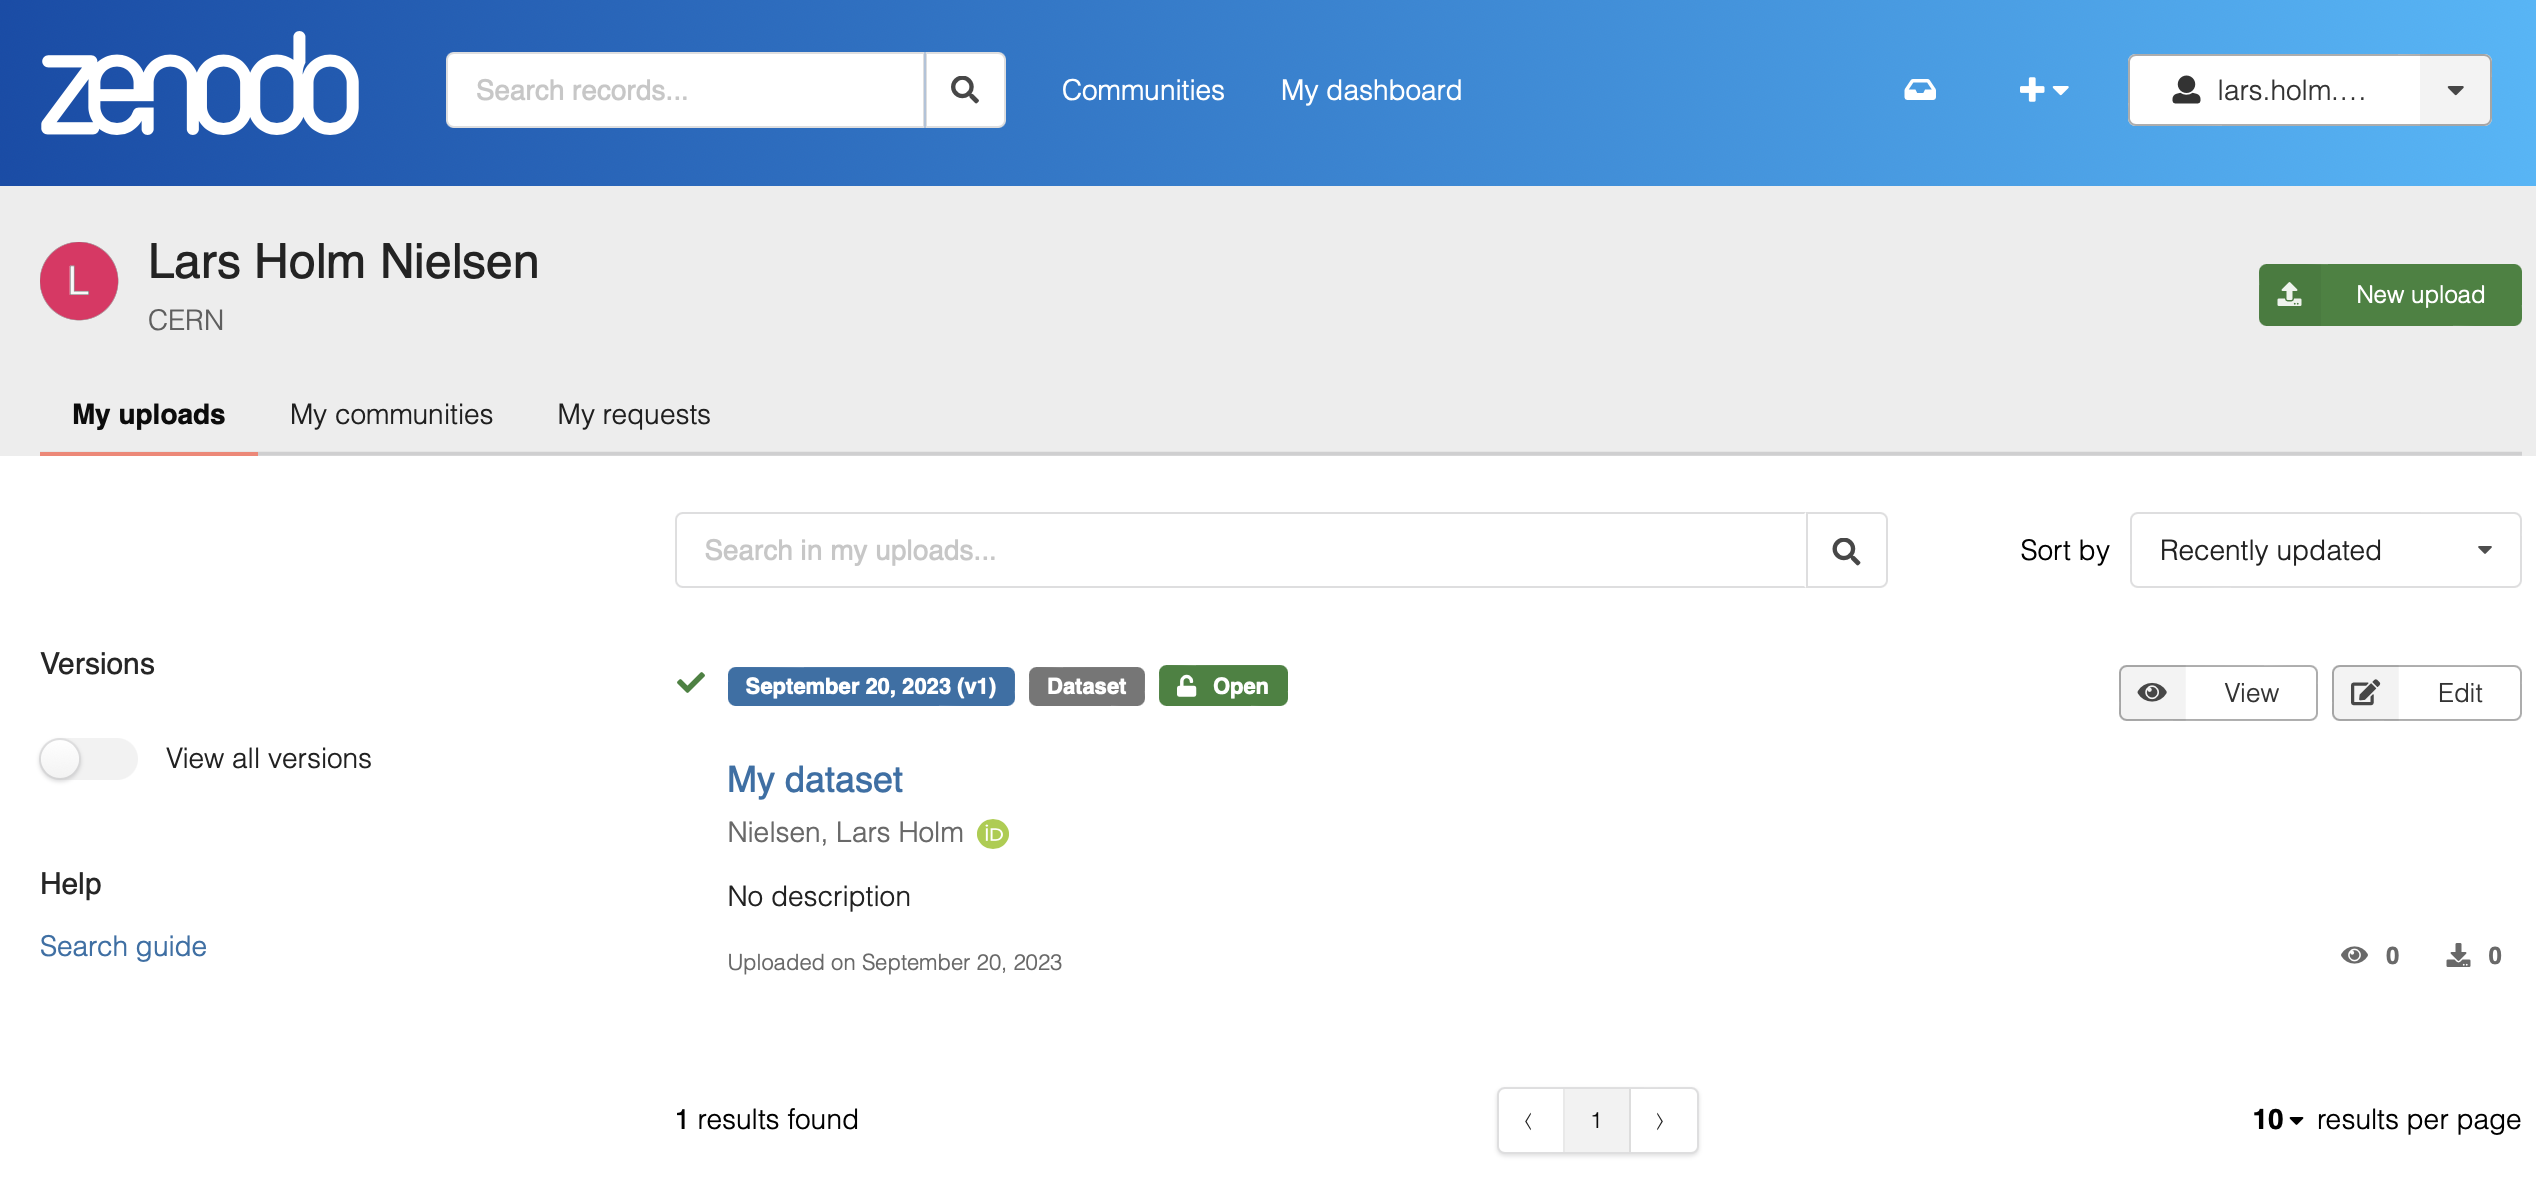 zenodo
Search records...
Communities
My dashboard
lars.holm....
L
Lars Holm Nielsen
CERN
New upload
My uploads
My communities
My requests
Search in my uploads...
Sort by
Recently updated
Versions
View all versions
Help
Search guide
September 20, 2023 (v1)
Dataset
Open
View
Edit
My dataset
Nielsen, Lars Holm iD
No description
Uploaded on September 20, 2023
0
0
1 results found
1
10 results per page